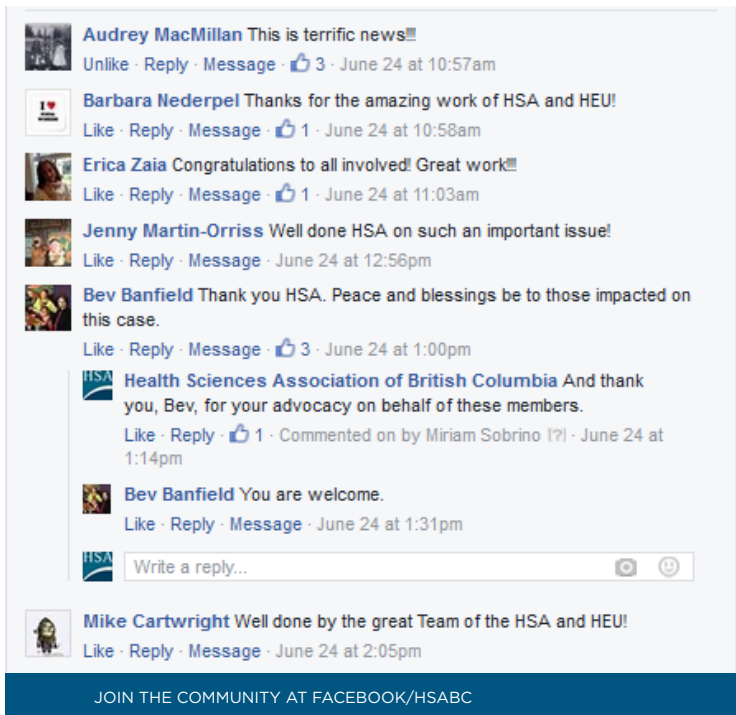 Audrey MacMillan This is terrific news!!!
Unlike · Reply · Message · 3 · June 24 at 10:57am
Barbara Nederpel Thanks for the amazing work of HSA and HEU!
Like · Reply · Message · 1 · June 24 at 10:58am
Erica Zaia Congratulations to all involved! Great work!!!
Like · Reply · Message · 1 · June 24 at 11:03am
Jenny Martin-Orriss Well done HSA on such an important issue!
Like · Reply · Message · June 24 at 12:56pm
Bev Banfield Thank you HSA. Peace and blessings be to those impacted on
this case.
Like · Reply · Message · 3 · June 24 at 1:00pm
HSA
Health Sciences Association of British Columbia And thank
you, Bev, for your advocacy on behalf of these members.
Like · Reply · 1 · Commented on by Miriam Sobrino [?] · June 24 at
1:14pm
Bev Banfield You are welcome.
Like · Reply · Message · June 24 at 1:31pm
HSA
Write a reply...
Mike Cartwright Well done by the great Team of the HSA and HEU!
Like · Reply · Message · June 24 at 2:05pm
JOIN THE COMMUNITY AT FACEBOOK/HSABC